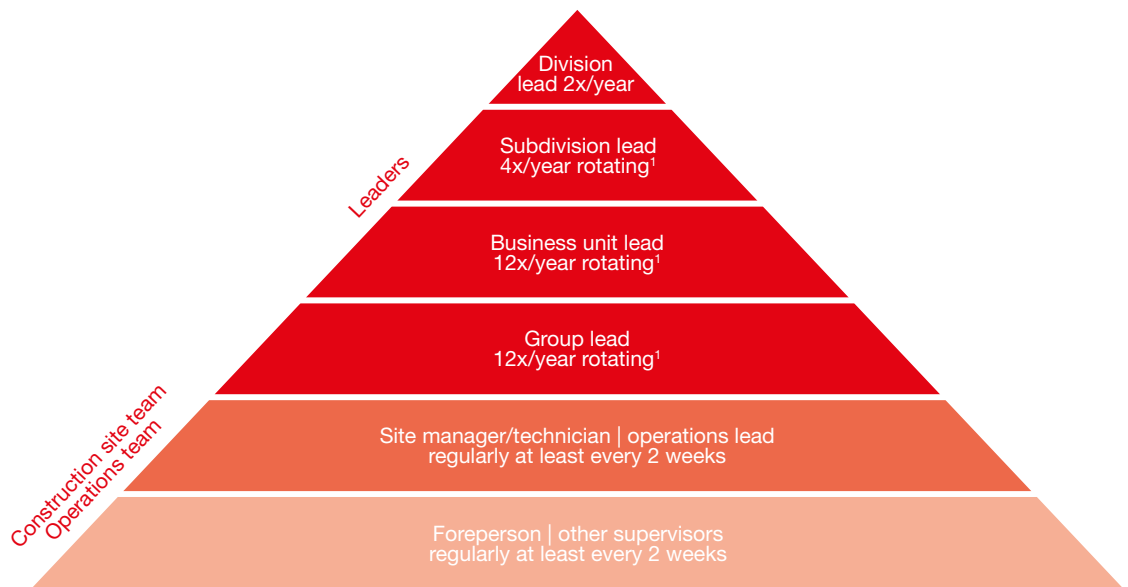 Division
lead 2x/year
Subdivision lead
4x/year rotating¹
Leaders
Business unit lead
12x/year rotating¹
Group lead
12x/year rotating¹
Construction site team
Operations team
Site manager/technician | operations lead
regularly at least every 2 weeks
Foreperson | other supervisors
regularly at least every 2 weeks